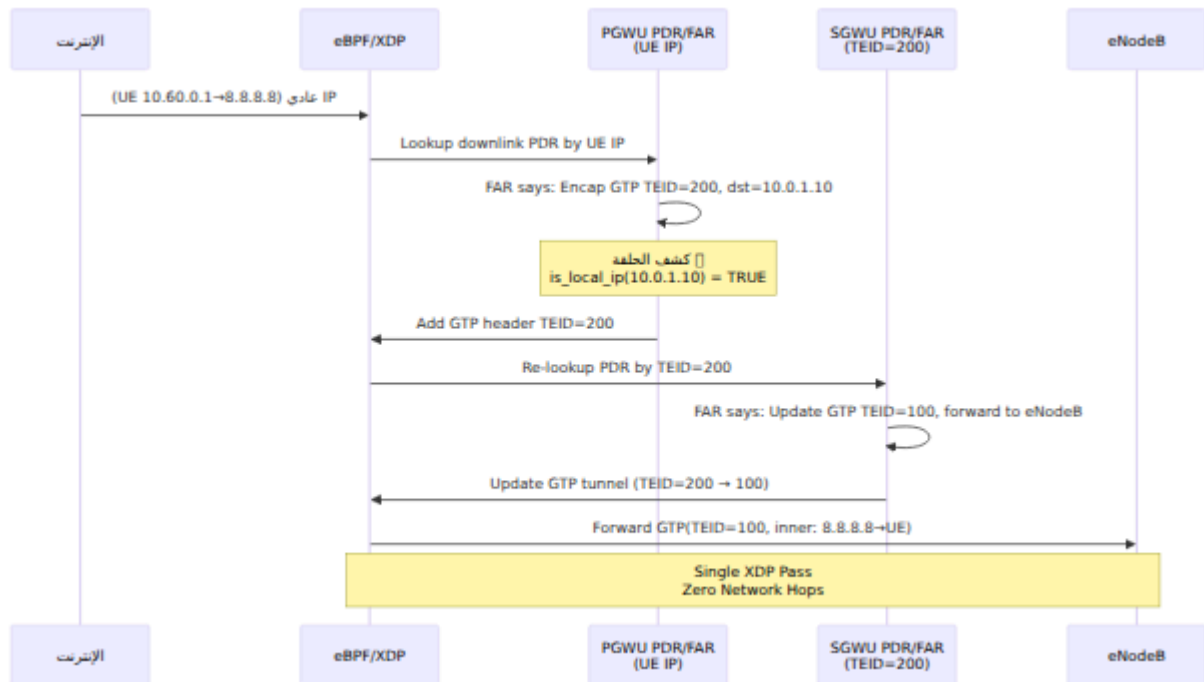 الإنترنت
eBPF/XDP
PGWU PDR/FAR
(UE IP)
SGWU PDR/FAR
(TEID=200)
eNodeB
IP عادي (8.8.8.8→UE 10.60.0.1)
Lookup downlink PDR by UE IP
FAR says: Encap GTP TEID=200, dst=10.0.1.10
كشف الحلقة
is_local_ip(10.0.1.10) = TRUE
Add GTP header TEID=200
Re-lookup PDR by TEID=200
FAR says: Update GTP TEID=100, forward to eNodeB
Update GTP tunnel (TEID=200 → 100)
Forward GTP(TEID=100, inner: 8.8.8.8→UE)
Single XDP Pass
Zero Network Hops
الإنترنت
eBPF/XDP
PGWU PDR/FAR
(UE IP)
SGWU PDR/FAR
(TEID=200)
eNodeB